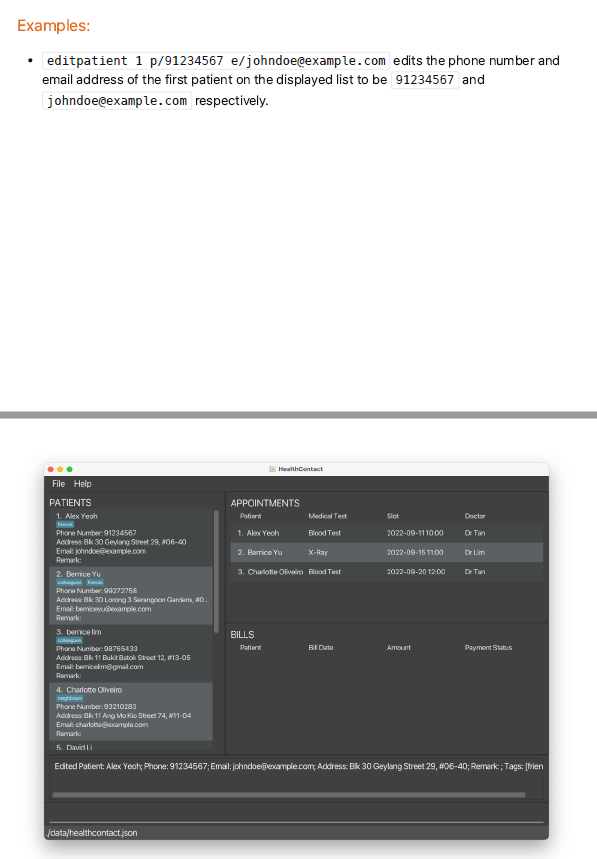 Examples:
• editpatient 1 p/91234567 e/johndoe@example.com edits the phone number and
email address of the first patient on the displayed list to be 91234567 and
johndoe@example.com respectively.
HealthContact
File Help
PATIENTS
1. Alex Yeoh
friends
Phone Number: 91234567
Address: Blk 30 Geylang Street 29, #06-40
Email: johndoe@example.com
Remark:
2. Bernice Yu
colleagues friends
Phone Number: 99272758
Address: Blk 30 Lorong 3 Serangoon Gardens, #0...
Email: berniceyu@example.com
Remark:
3. bernice lim
colleagues
Phone Number: 98765433
Address: Blk 11 Bukit Batok Street 12, #13-05
Email: bernicelim@gmail.com
Remark:
4. Charlotte Oliveiro
neighbours
Phone Number: 93210283
Address: Blk 11 Ang Mo Kio Street 74, #11-04
Email: charlotte@example.com
Remark:
5. David Li
APPOINTMENTS
Patient Medical Test Slot Doctor
1. Alex Yeoh Blood Test 2022-09-11 10:00 Dr Tan
2. Bernice Yu X-Ray 2022-09-15 11:00 Dr Lim
3. Charlotte Oliveiro Blood Test 2022-09-20 12:00 Dr Tan
BILLS
Patient Bill Date Amount Payment Status
Edited Patient: Alex Yeoh; Phone: 91234567; Email: johndoe@example.com; Address: Blk 30 Geylang Street 29, #06-40; Remark: ; Tags: [frien
./data/healthcontact.json